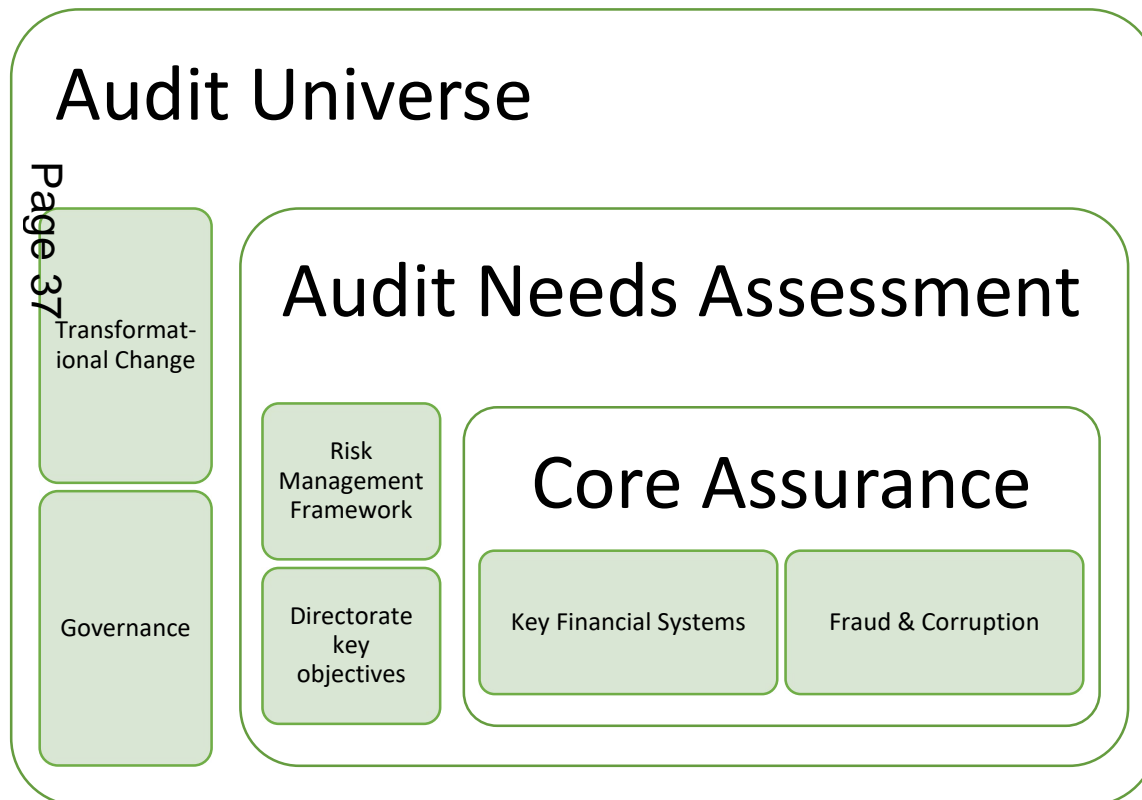 Audit Universe
Page 37
Transformat-
ional Change
Governance
Audit Needs Assessment
Risk
Management
Framework
Directorate
key
objectives
Core Assurance
Key Financial Systems
Fraud & Corruption